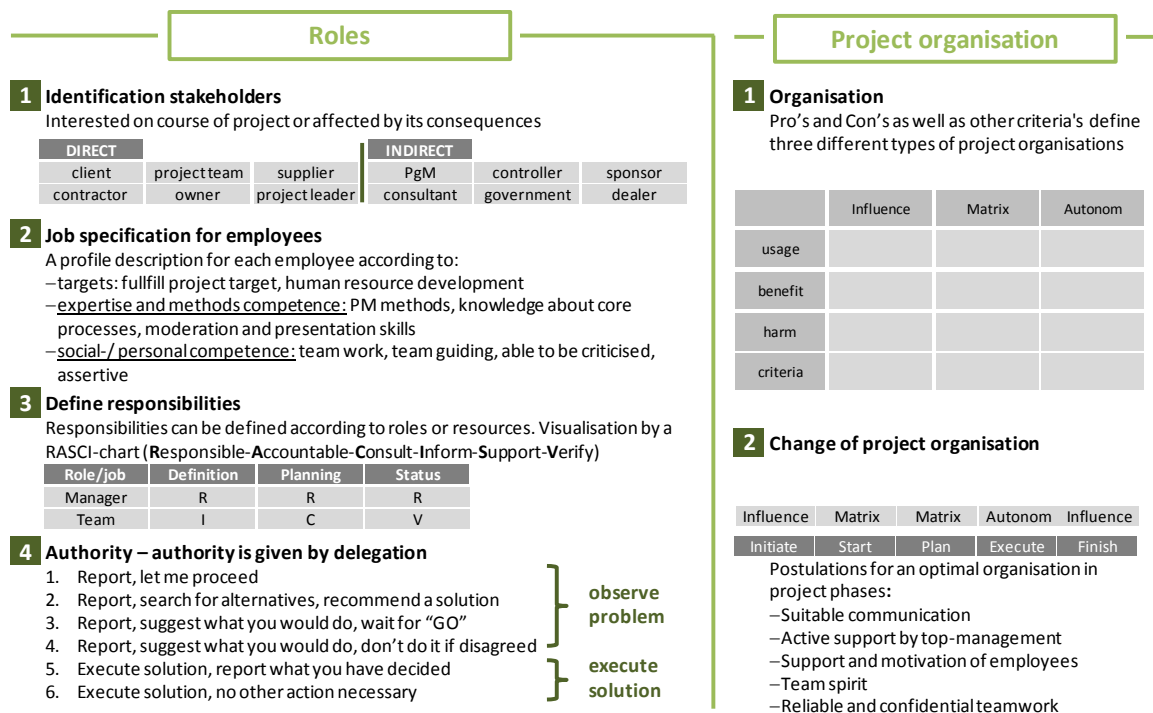 Roles
1 Identification stakeholders
Interested on course of project or affected by its consequences
DIRECT INDIRECT
client project team supplier PgM controller sponsor
contractor owner project leader consultant government dealer
2 Job specification for employees
A profile description for each employee according to:
–targets: fullfill project target, human resource development
–expertise and methods competence: PM methods, knowledge about core
processes, moderation and presentation skills
–social-/ personal competence: team work, team guiding, able to be criticised,
assertive
3 Define responsibilities
Responsibilities can be defined according to roles or resources. Visualisation by a
RASCI-chart (Responsible-Accountable-Consult-Inform-Support-Verify)
Role/job Definition Planning Status
Manager R R R
Team I C V
4 Authority – authority is given by delegation
1. Report, let me proceed
2. Report, search for alternatives, recommend a solution
3. Report, suggest what you would do, wait for “GO”
4. Report, suggest what you would do, don’t do it if disagreed
5. Execute solution, report what you have decided
6. Execute solution, no other action necessary
observe
problem
execute
solution
Project organisation
1 Organisation
Pro’s and Con’s as well as other criteria's define
three different types of project organisations
Influence Matrix Autonom
usage
benefit
harm
criteria
2 Change of project organisation
Influence Matrix Matrix Autonom Influence
Initiate Start Plan Execute Finish
Postulations for an optimal organisation in
project phases:
–Suitable communication
–Active support by top-management
–Support and motivation of employees
–Team spirit
–Reliable and confidential teamwork